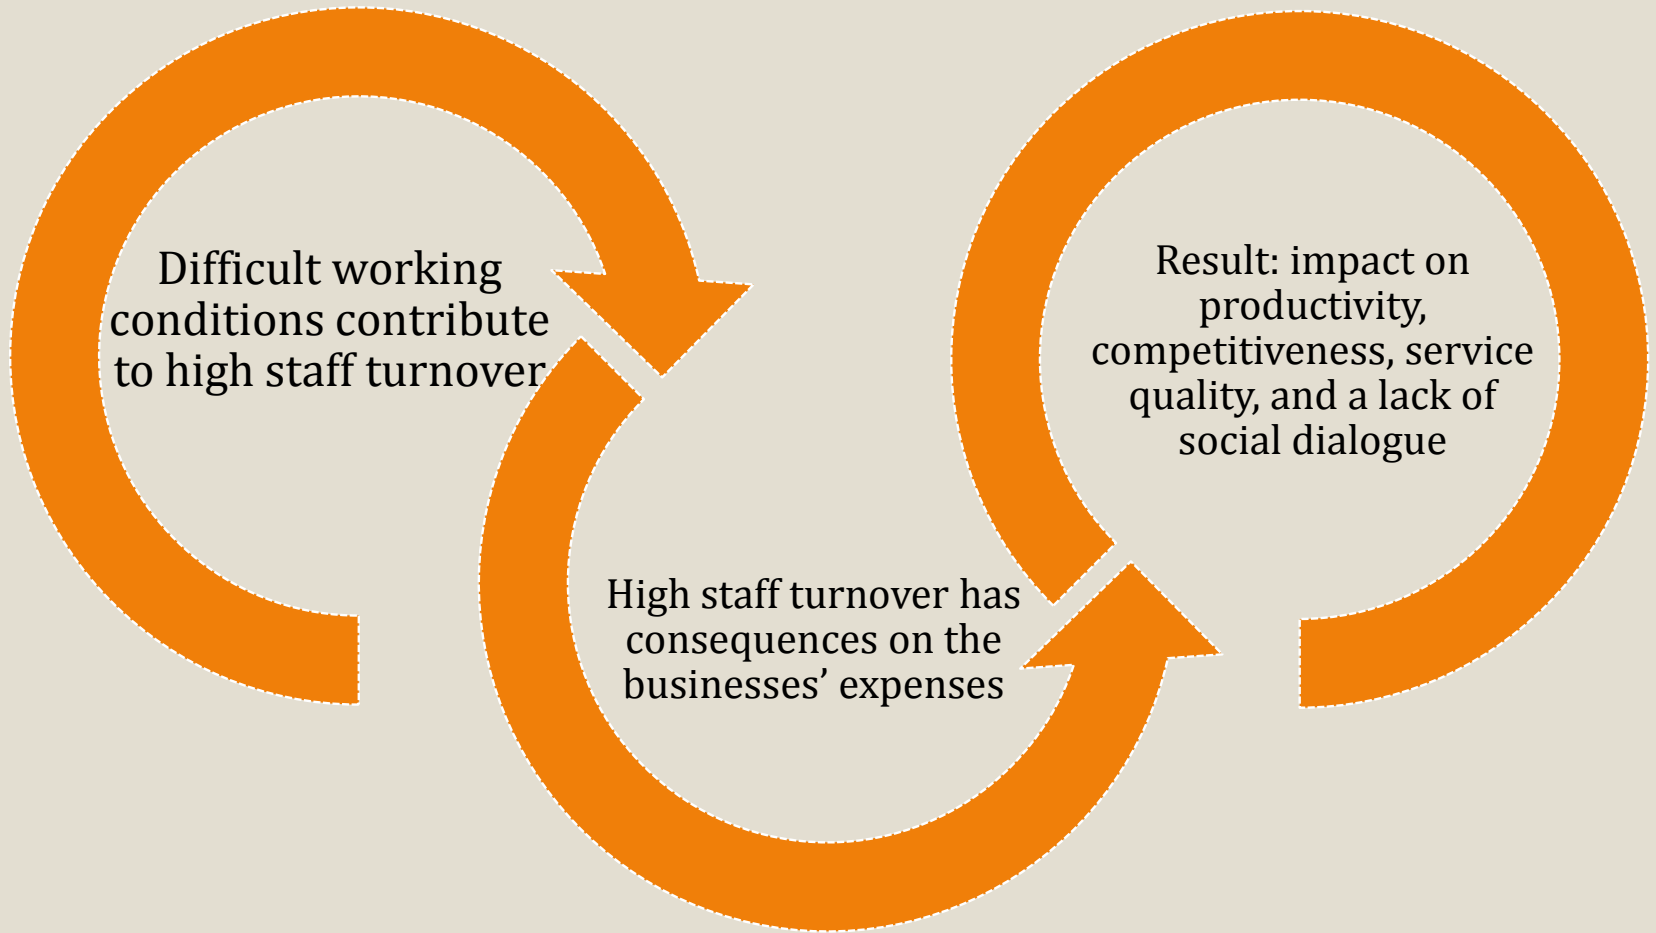 Difficult working
conditions contribute
to high staff turnover
High staff turnover has
consequences on the
businesses’ expenses
Result: impact on
productivity,
competitiveness, service
quality, and a lack of
social dialogue